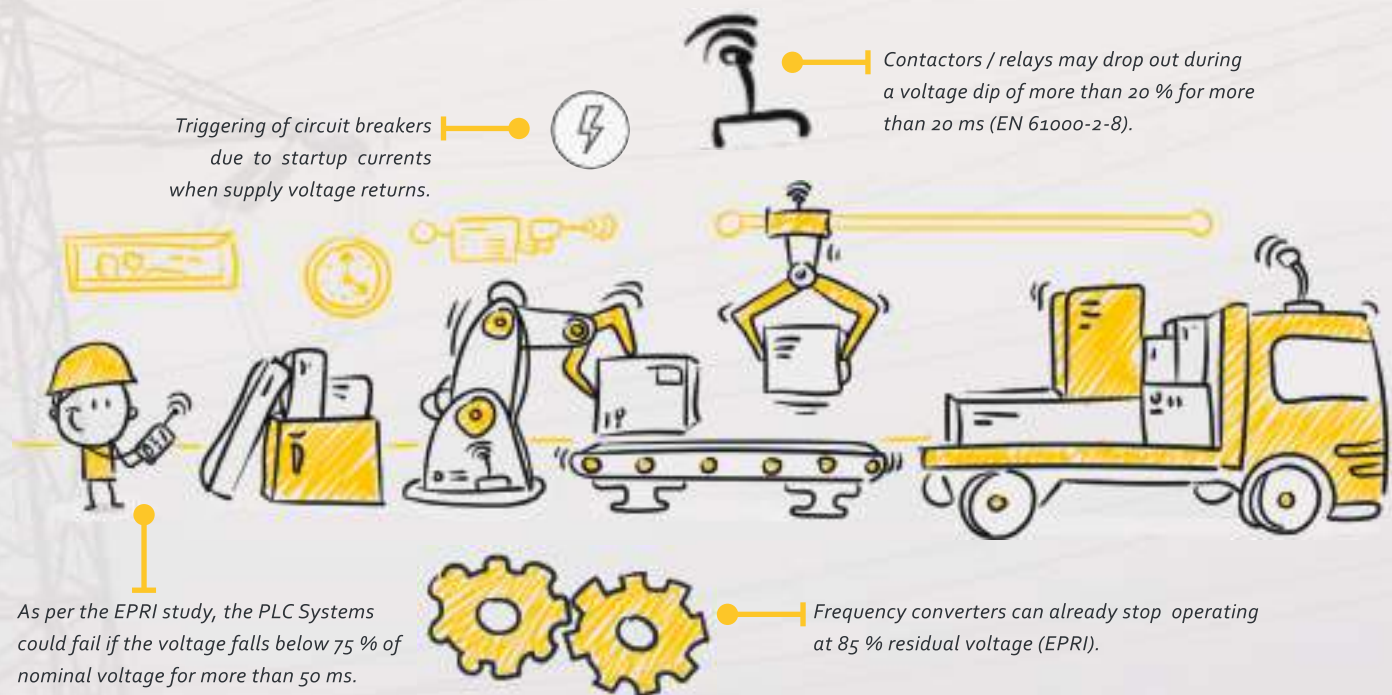 Contactors / relays may drop out during
a voltage dip of more than 20 % for more
than 20 ms (EN 61000-2-8).
Triggering of circuit breakers
due to startup currents
when supply voltage returns.
As per the EPRI study, the PLC Systems
could fail if the voltage falls below 75 % of
nominal voltage for more than 50 ms.
Frequency converters can already stop operating
at 85 % residual voltage (EPRI).